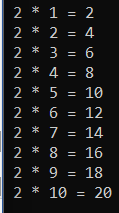 2 * 1 = 2
2 * 2 = 4
2 * 3 = 6
2 * 4 = 8
2 * 5 = 10
2 * 6 = 12
2 * 7 = 14
2 * 8 = 16
2 * 9 = 18
2 * 10 = 20